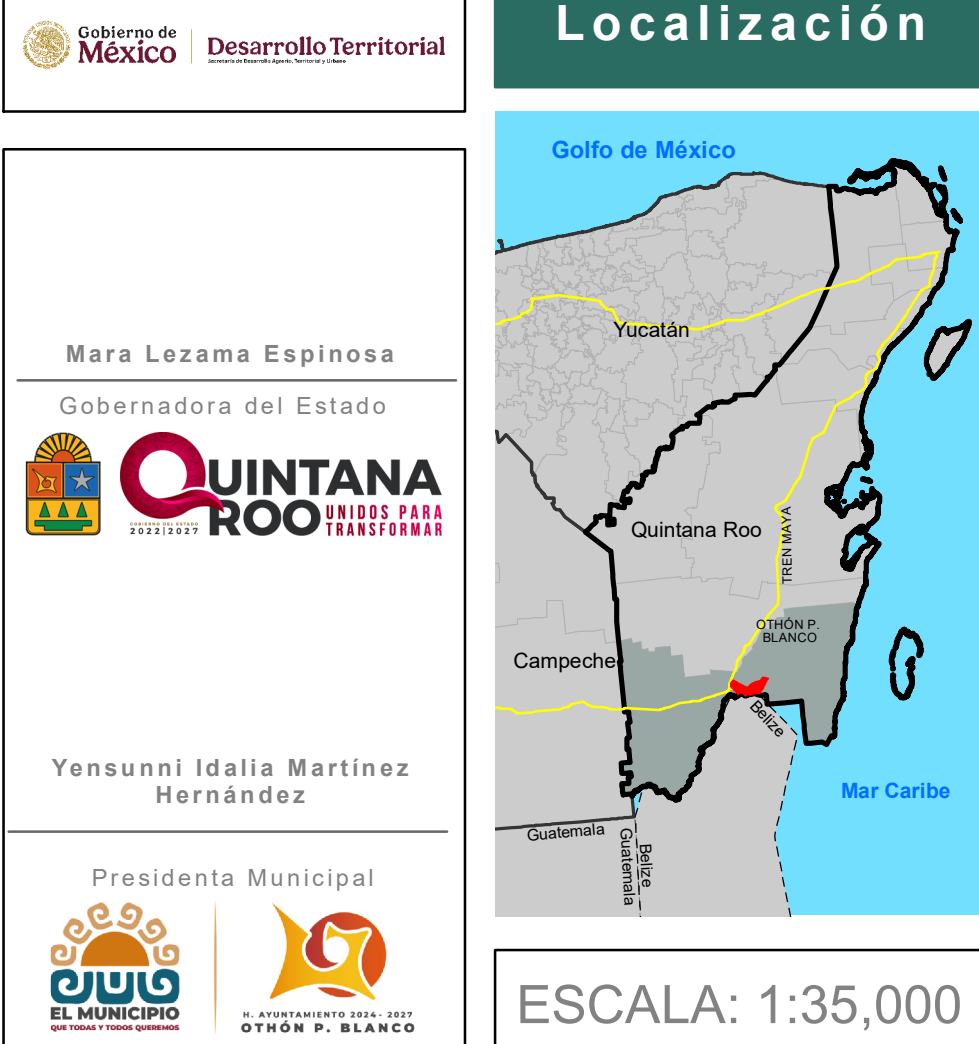 Gobierno de
México
Desarrollo Territorial
Secretaría de Desarrollo Agrario, Territorial y Urbano
Mara Lezama Espinosa
Gobernadora del Estado
QUINTANA
ROO
UNIDOS PARA
TRANSFORMAR
GOBIERNO DEL ESTADO
2022|2027
Yensunni Idalia Martínez
Hernández
Presidenta Municipal
EL MUNICIPIO
QUE TODAS Y TODOS QUEREMOS
H. AYUNTAMIENTO 2024 - 2027
OTHÓN P. BLANCO
Localización
Golfo de México
Yucatán
Quintana Roo
TREN MAYA
OTHÓN P.
BLANCO
Campeche
Belize
Mar Caribe
Guatemala
Belize
Guatemala
ESCALA: 1:35,000